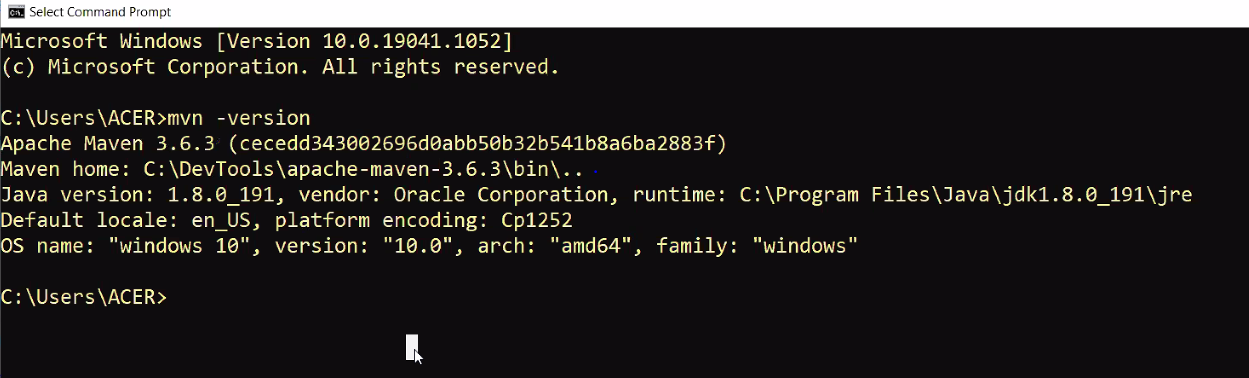 Select Command Prompt
Microsoft Windows [Version 10.0.19041.1052]
(c) Microsoft Corporation. All rights reserved.
C:\Users\ACER>mvn -version
Apache Maven 3.6.3 (cecedd343002696d0abb50b32b541b8a6ba2883f)
Maven home: C:\DevTools\apache-maven-3.6.3\bin\..
Java version: 1.8.0_191, vendor: Oracle Corporation, runtime: C:\Program Files\Java\jdk1.8.0_191\jre
Default locale: en_US, platform encoding: Cp1252
OS name: "windows 10", version: "10.0", arch: "amd64", family: "windows"
C:\Users\ACER>